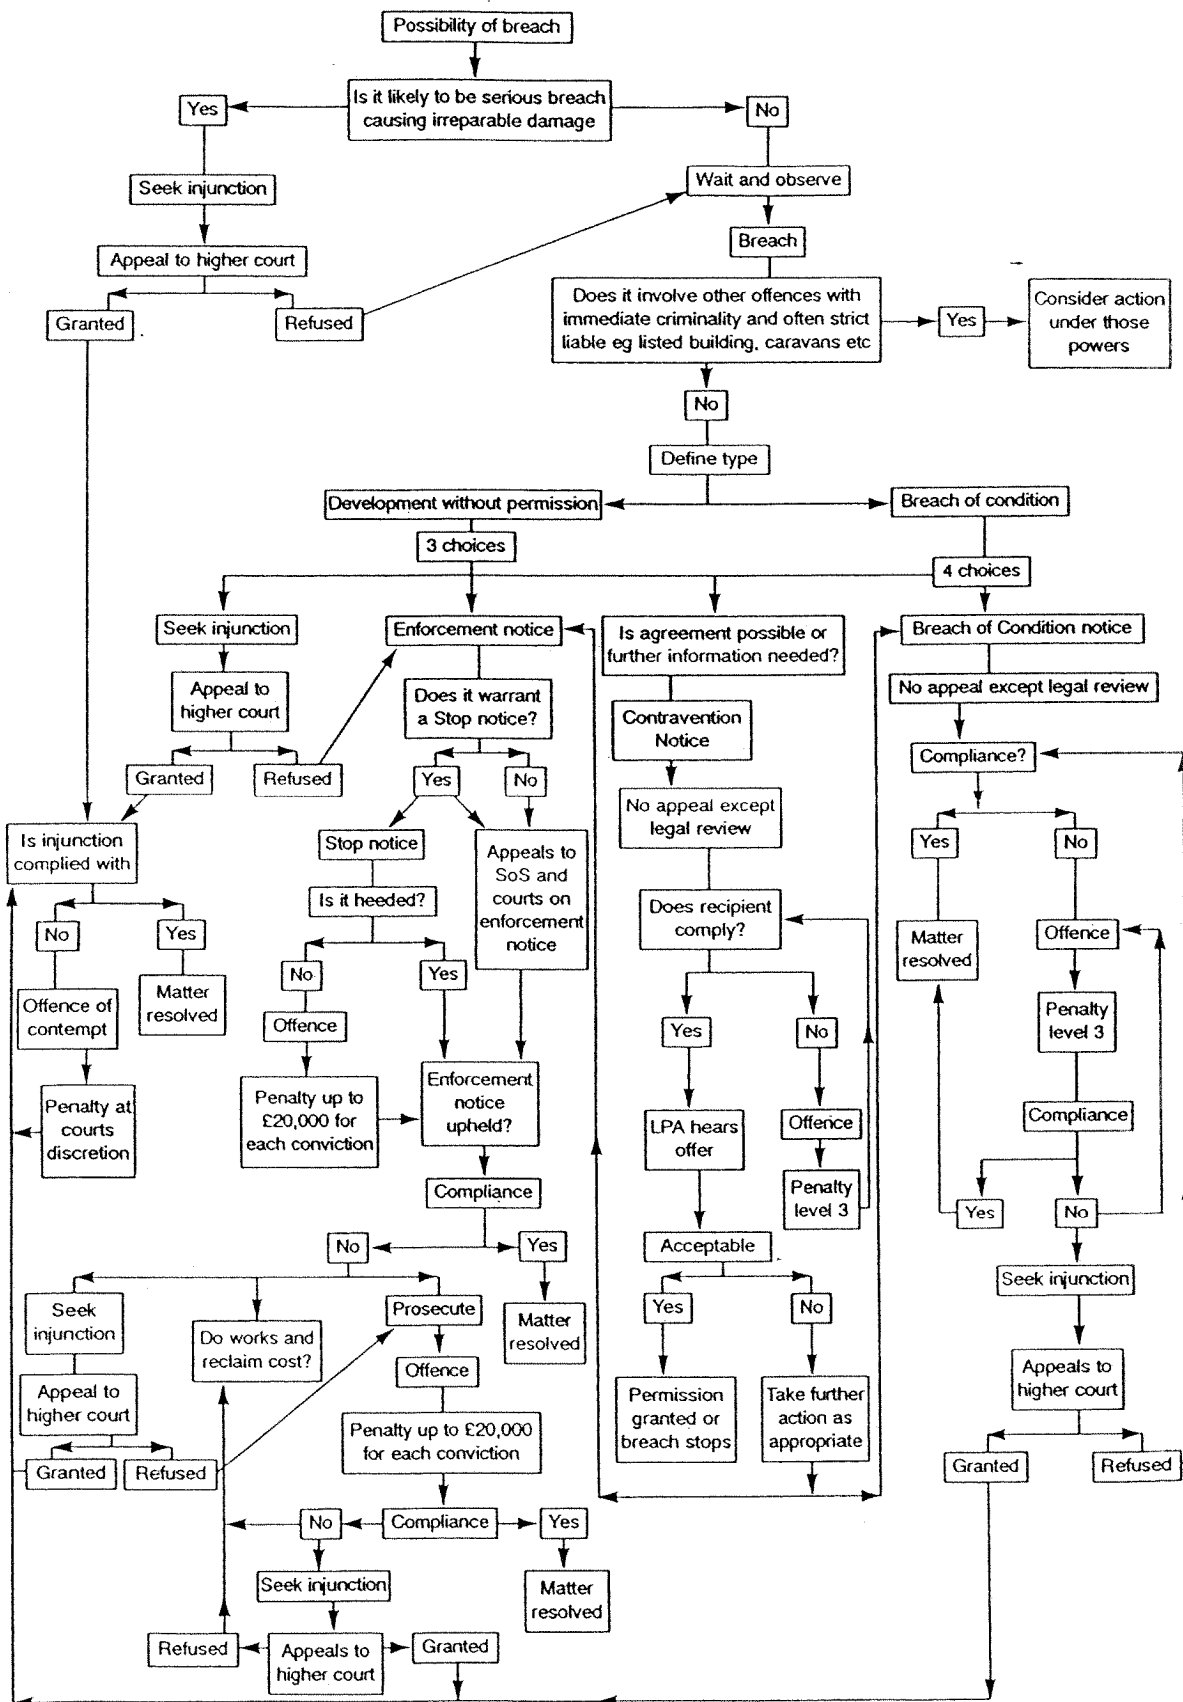 Possibility of breach
Is it likely to be serious breach
causing irreparable damage
Yes
No
Seek injunction
Wait and observe
Appeal to higher court
Breach
Granted
Refused
Does it involve other offences with
immediate criminality and often strict
liable eg listed building, caravans etc
Yes
Consider action
under those
powers
No
Define type
Development without permission
Breach of condition
3 choices
4 choices
Seek injunction
Enforcement notice
Is agreement possible or
further information needed?
Breach of Condition notice
Appeal to
higher court
Does it warrant
a Stop notice?
Contravention
Notice
No appeal except legal review
Granted
Refused
Yes
No
No appeal except
legal review
Compliance?
Is injunction
complied with
Stop notice
Appeals to
SoS and
courts on
enforcement
notice
Yes
No
Is it heeded?
Does recipient
comply?
Matter
resolved
Offence
No
Yes
No
Yes
Offence of
contempt
Matter
resolved
Offence
Yes
No
Penalty
level 3
Penalty at
courts
discretion
Penalty up to
£20,000 for
each conviction
Enforcement
notice
upheld?
LPA hears
offer
Offence
Compliance
Compliance
Penalty
level 3
Yes
No
No
Yes
Acceptable
Seek injunction
Seek
injunction
Do works and
reclaim cost?
Prosecute
Matter
resolved
Yes
No
Offence
Appeal to
higher court
Penalty up to £20,000
for each conviction
Permission
granted or
breach stops
Take further
action as
appropriate
Appeals to
higher court
Granted
Refused
Granted
Refused
No
Compliance
Yes
Seek injunction
Matter
resolved
Refused
Appeals to
higher court
Granted